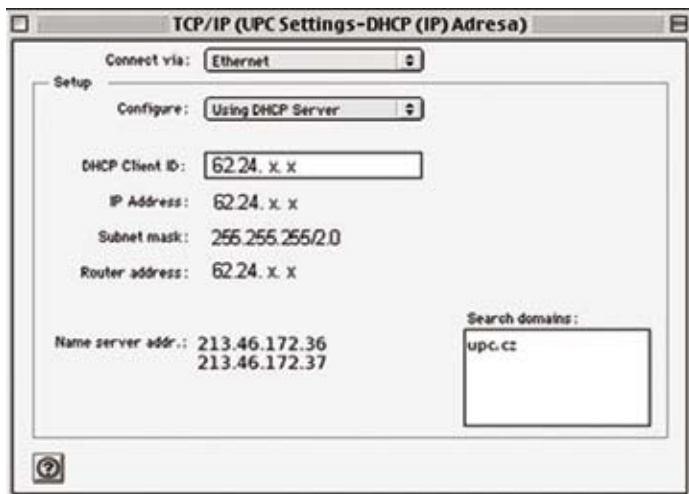 TCP/IP (UPC Settings-DHCP (IP) Adresa)
Connect via: Ethernet
Setup
Configure: Using DHCP Server
DHCP Client ID: 62.24. x. x
IP Address: 62.24. x. x
Subnet mask: 255.255.255/2.0
Router address: 62.24. x. x
Name server addr.: 213.46.172.36
213.46.172.37
Search domains:
upc.cz
?